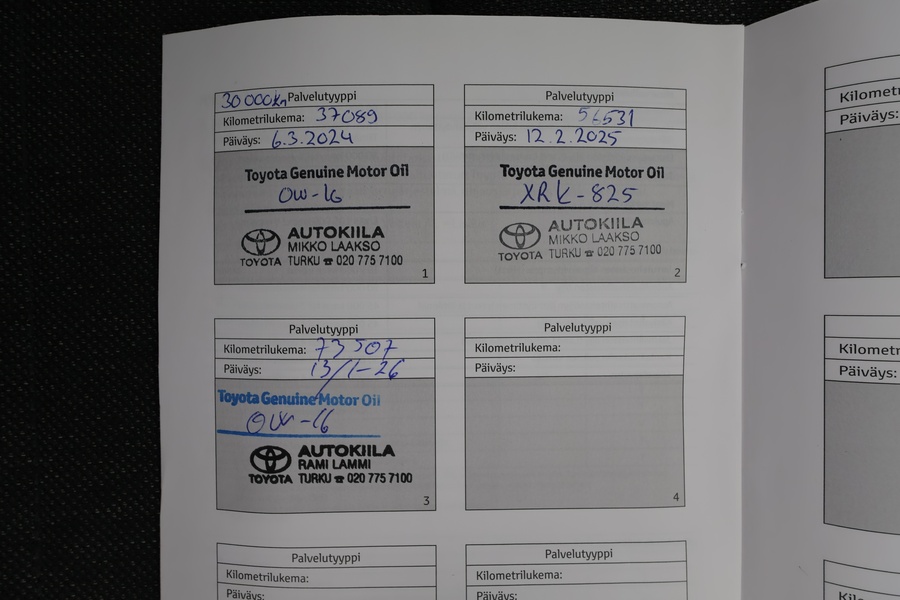 30 000km Palvelutyyppi
Kilometrilukema: 37089
Päiväys: 6.3.2024
Toyota Genuine Motor Oil
0W-16
AUTOKIILA
MIKKO LAAKSO
TOYOTA TURKU ☎ 020 775 7100
1
Palvelutyyppi
Kilometrilukema: 56531
Päiväys: 12.2.2025
Toyota Genuine Motor Oil
XRK-825
AUTOKIILA
MIKKO LAAKSO
TOYOTA TURKU ☎ 020 775 7100
2
Palvelutyyppi
Kilometrilukema: 73507
Päiväys: 13/1-26
Toyota Genuine Motor Oil
0W-16
AUTOKIILA
RAMI LAMMI
TOYOTA TURKU ☎ 020 775 7100
3
Palvelutyyppi
Kilometrilukema:
Päiväys:
4
Palvelutyyppi
Kilometrilukema:
Päiväys:
Palvelutyyppi
Kilometrilukema:
Päiväys:
Päiväys:
Päiväys: